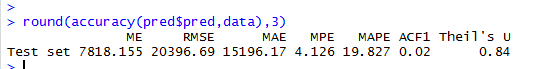 >
> round(accuracy(pred$pred,data),3)
ME RMSE MAE MPE MAPE ACF1 Theil's U
Test set 7818.155 20396.69 15196.17 4.126 19.827 0.02 0.84
>